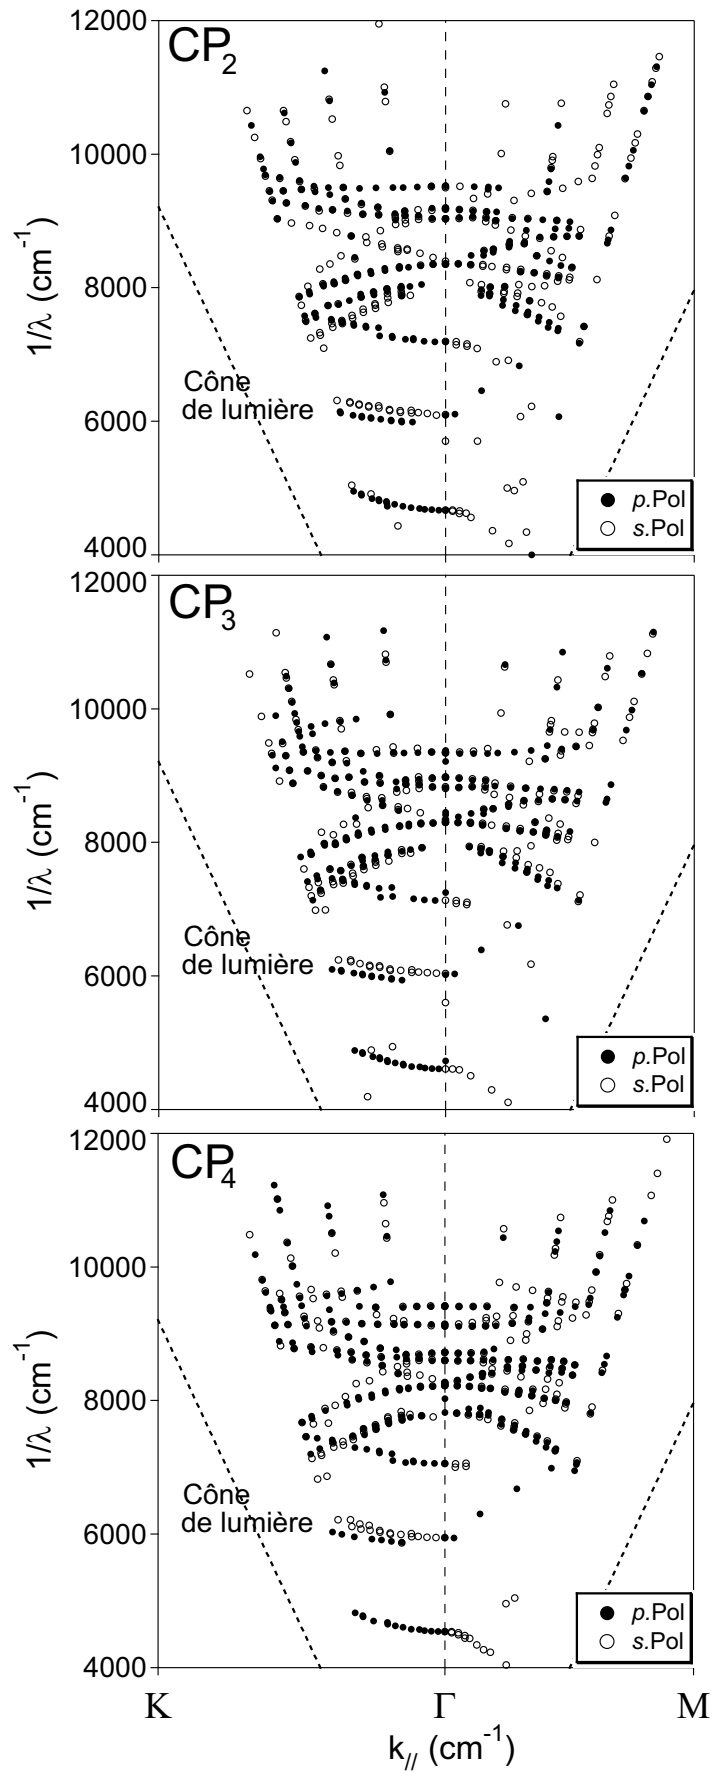 12000
CP2
10000
8000
1/λ (cm-1)
Cône
de lumière
6000
p.Pol
s.Pol
4000
12000
CP3
10000
8000
1/λ (cm-1)
Cône
de lumière
6000
p.Pol
s.Pol
4000
12000
CP4
10000
8000
1/λ (cm-1)
Cône
de lumière
6000
p.Pol
s.Pol
4000
K Γ M
k// (cm-1)